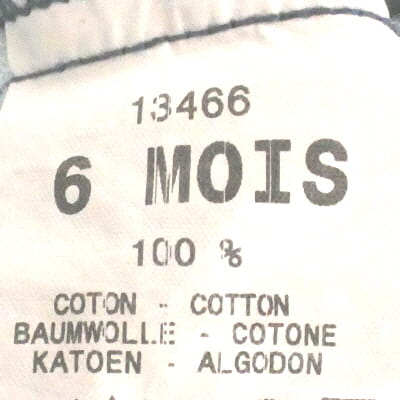 13466
6 MOIS
100 %
COTON - COTTON
BAUMWOLLE - COTONE
KATOEN - ALGODON